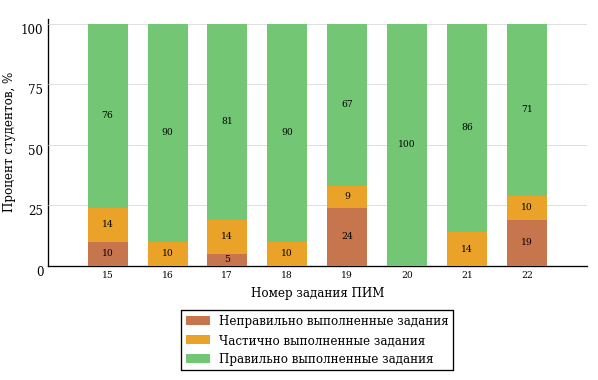 Процент студентов, %
100
75
50
25
0
76 90 81 90 67 100 86 71
14 10 14 10 9 14 10
10 5 24 19
15 16 17 18 19 20 21 22
Номер задания ПИМ
Неправильно выполненные задания
Частично выполненные задания
Правильно выполненные задания